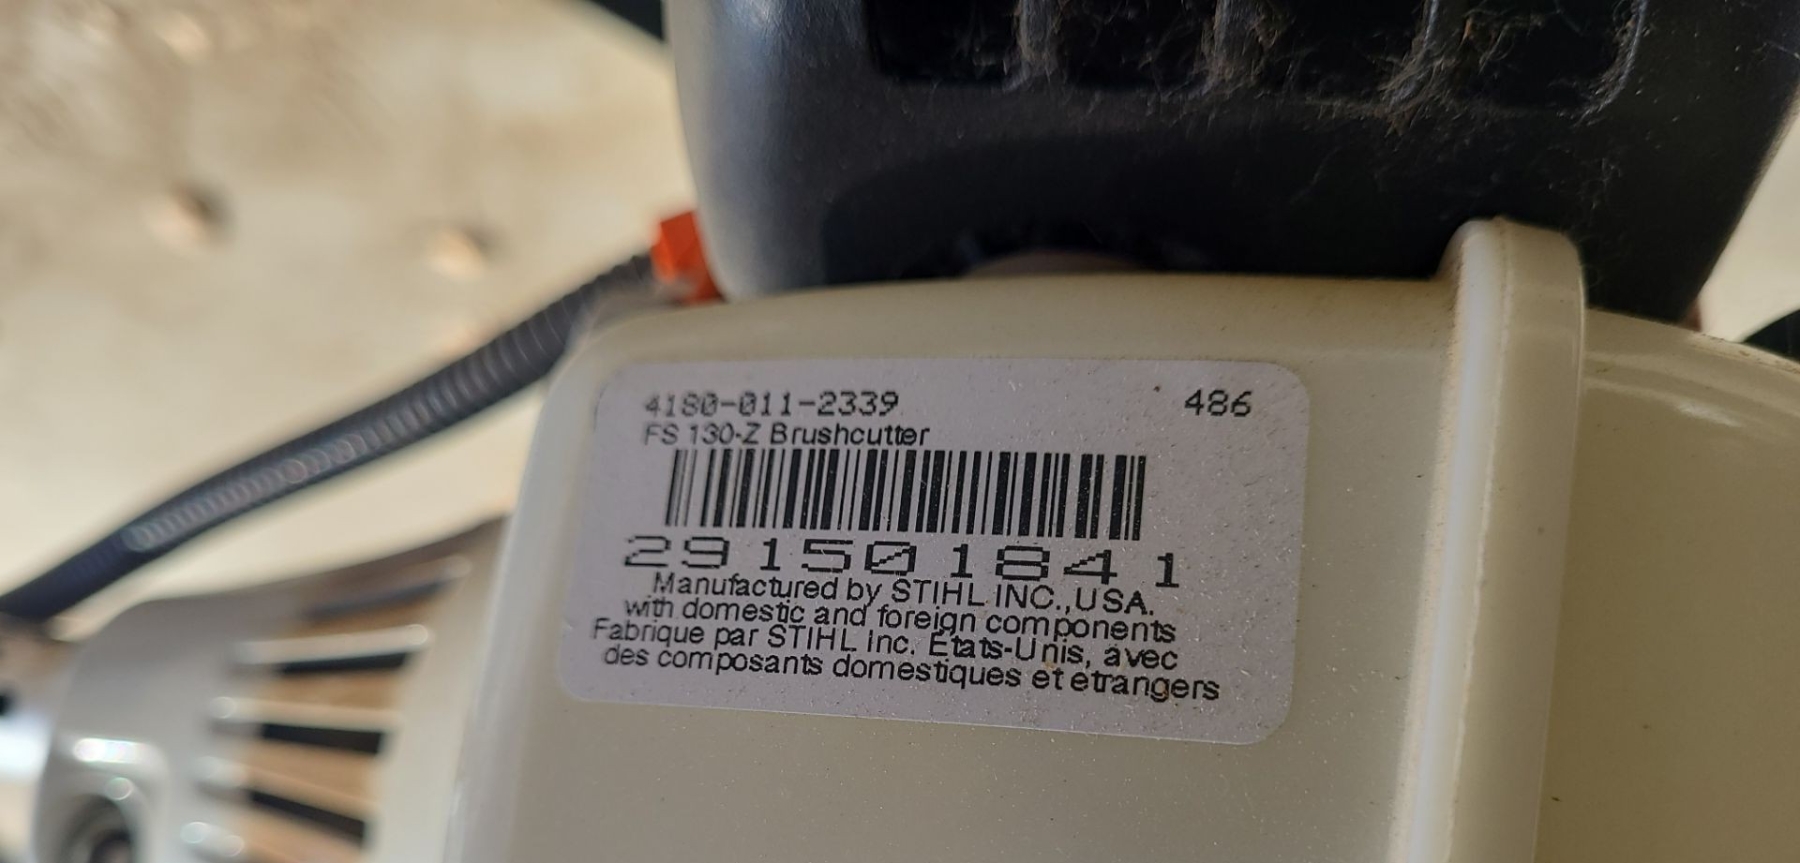 4180-011-2339 486
FS 130-Z Brushcutter
291501841
Manufactured by STIHL INC.,USA.
with domestic and foreign components
Fabrique par STIHL Inc. États-Unis, avec
des composants domestiques et etrangers